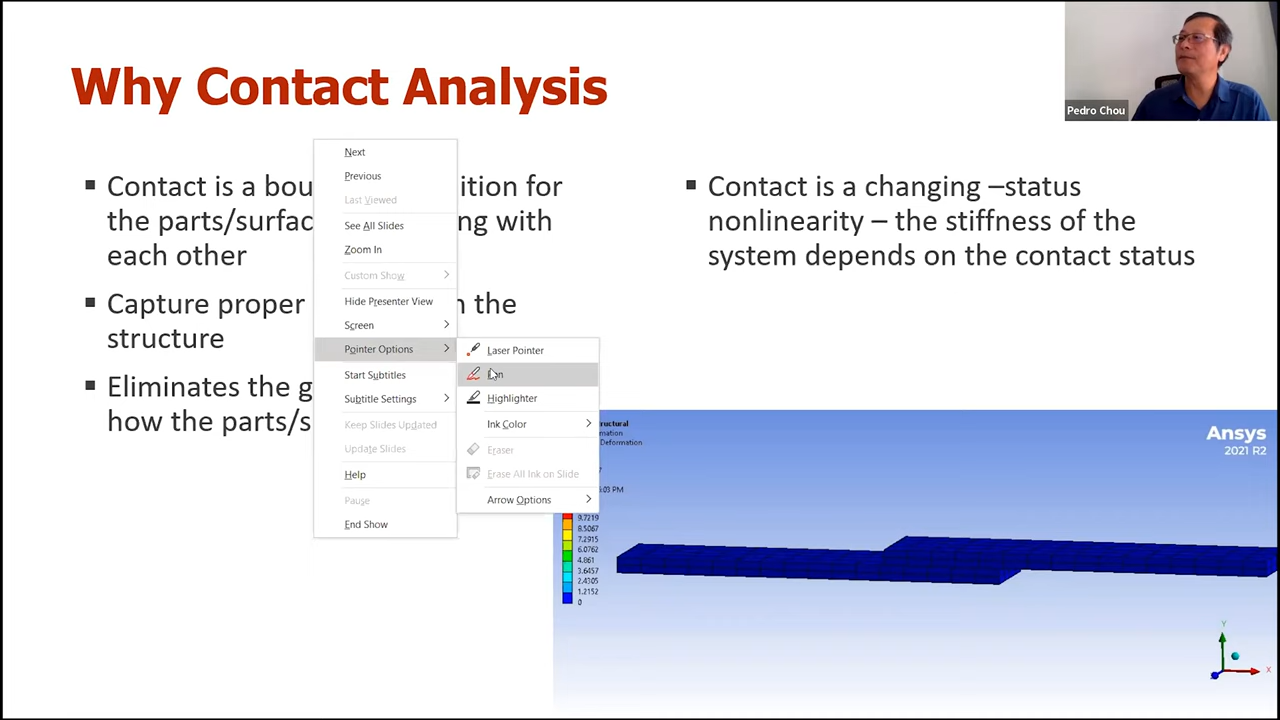 Why Contact Analysis
Pedro Chou
Contact is a bou
ition for
the parts/surfac
ng with
each other
Capture proper
n the
structure
Eliminates the g
how the parts/s
Contact is a changing –status
nonlinearity – the stiffness of the
system depends on the contact status
Next
Previous
Last Viewed
See All Slides
Zoom In
Custom Show
Hide Presenter View
Screen
Pointer Options
Start Subtitles
Subtitle Settings
Keep Slides Updated
Update Slides
Help
Pause
End Show
Laser Pointer
Highlighter
Ink Color
Eraser
Erase All Ink on Slide
Arrow Options
ructural
rmation
Deformation
:03 PM
9.7219
8.5067
7.2915
6.0762
4.861
3.6457
2.4305
1.2152
0
Ansys
2021 R2
Y
X